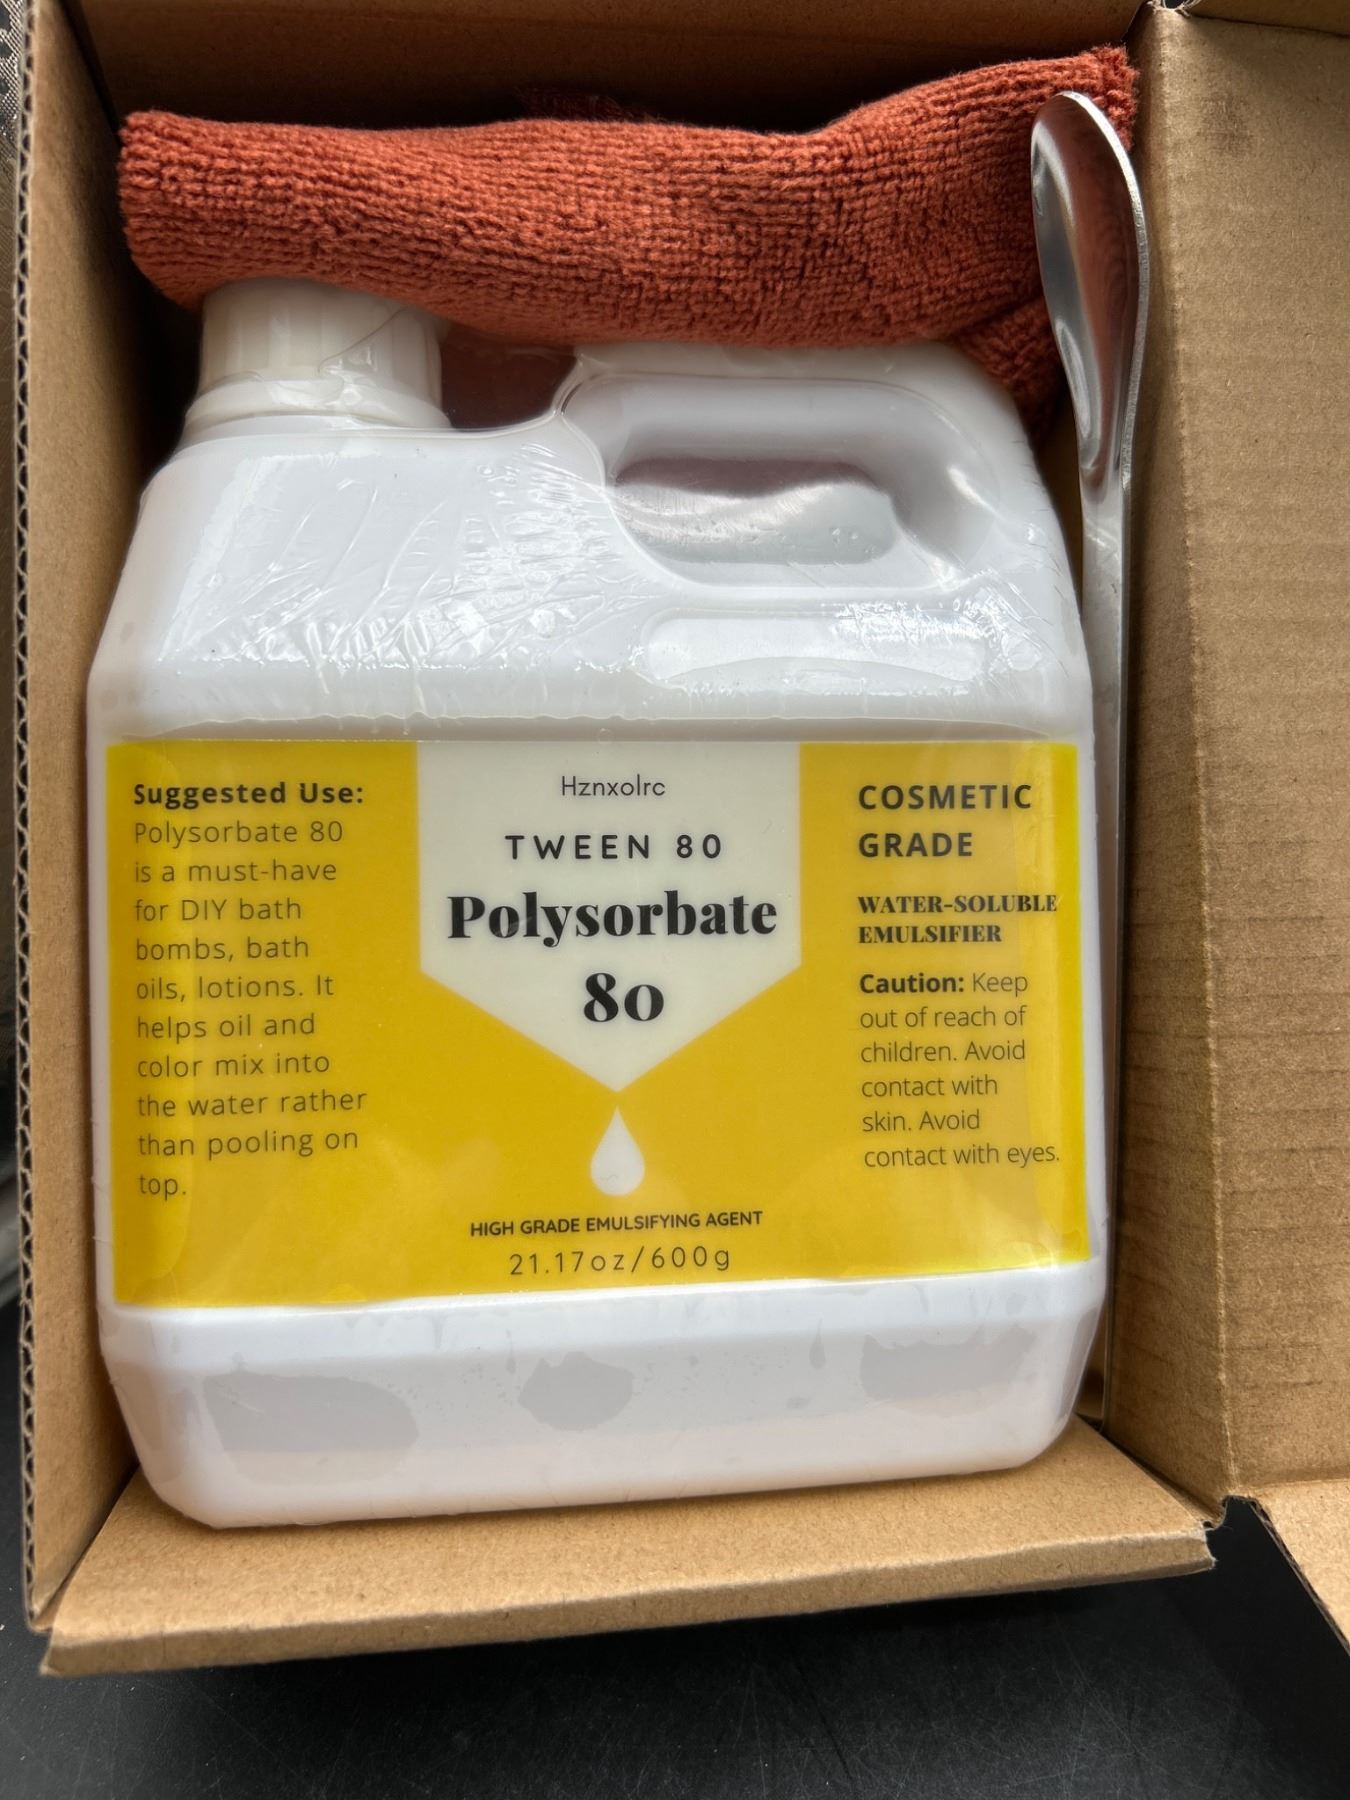 Suggested Use:
Polysorbate 80
is a must-have
for DIY bath
bombs, bath
oils, lotions. It
helps oil and
color mix into
the water rather
than pooling on
top.
Hznxolrc
TWEEN 80
Polysorbate
80
HIGH GRADE EMULSIFYING AGENT
21.17oz/600g
COSMETIC
GRADE
WATER-SOLUBLE
EMULSIFIER
Caution: Keep
out of reach of
children. Avoid
contact with
skin. Avoid
contact with eyes.